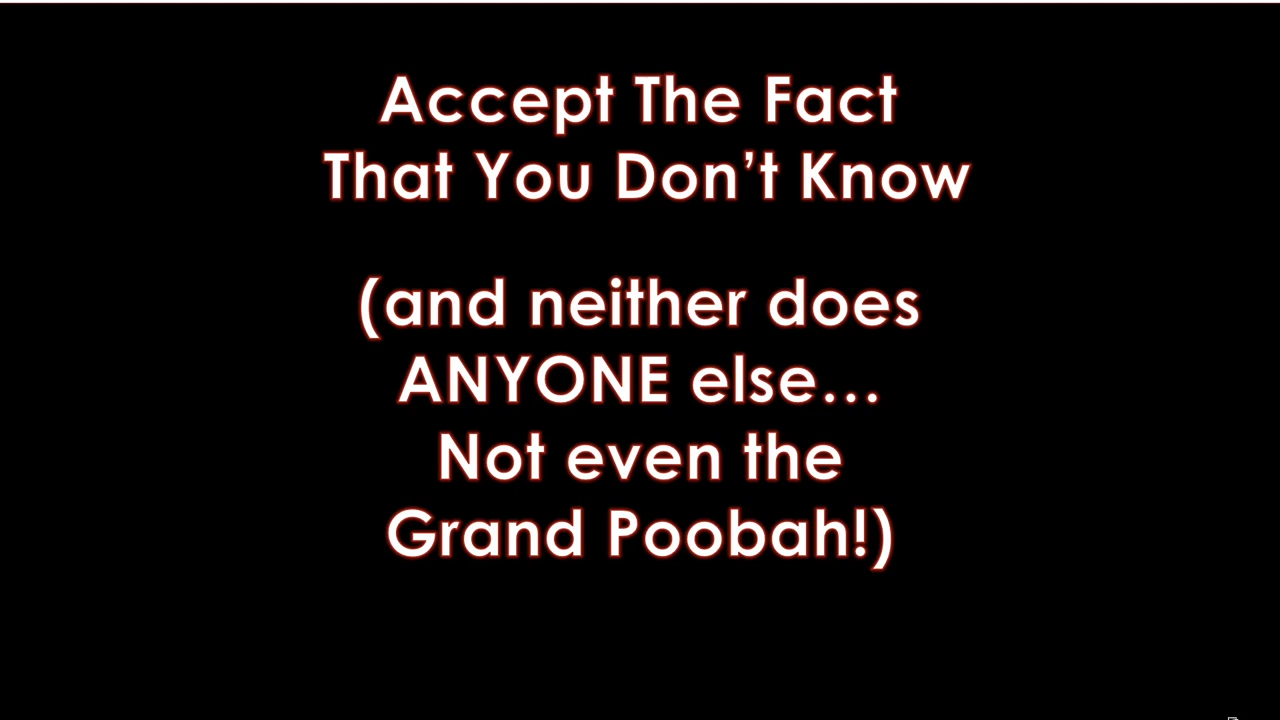 Accept The Fact
That You Don’t Know
(and neither does
ANYONE else…
Not even the
Grand Poobah!)